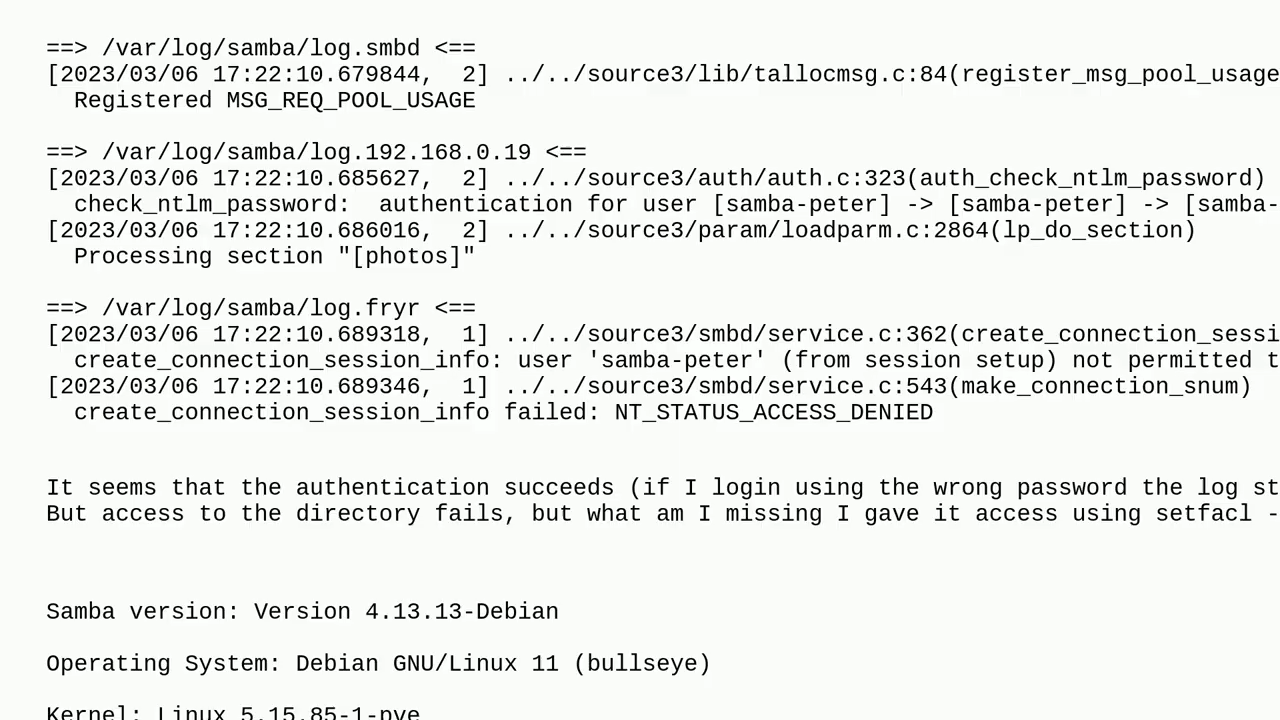 ==> /var/log/samba/log.smbd <==
[2023/03/06 17:22:10.679844,  2] ../../source3/lib/tallocmsg.c:84(register_msg_pool_usage
  Registered MSG_REQ_POOL_USAGE
==> /var/log/samba/log.192.168.0.19 <==
[2023/03/06 17:22:10.685627,  2] ../../source3/auth/auth.c:323(auth_check_ntlm_password)
  check_ntlm_password:  authentication for user [samba-peter] -> [samba-peter] -> [samba-
[2023/03/06 17:22:10.686016,  2] ../../source3/param/loadparm.c:2864(lp_do_section)
  Processing section "[photos]"
==> /var/log/samba/log.fryr <==
[2023/03/06 17:22:10.689318,  1] ../../source3/smbd/service.c:362(create_connection_sessi
  create_connection_session_info: user 'samba-peter' (from session setup) not permitted t
[2023/03/06 17:22:10.689346,  1] ../../source3/smbd/service.c:543(make_connection_snum)
  create_connection_session_info failed: NT_STATUS_ACCESS_DENIED
It seems that the authentication succeeds (if I login using the wrong password the log st
But access to the directory fails, but what am I missing I gave it access using setfacl -
Samba version: Version 4.13.13-Debian
Operating System: Debian GNU/Linux 11 (bullseye)
Kernel: Linux 5.15.85-1-pve